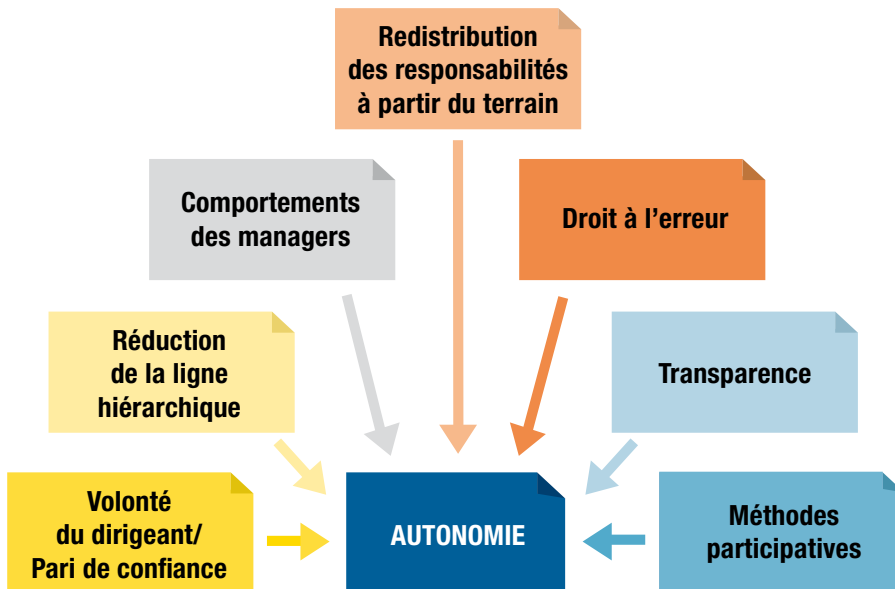 Redistribution
des responsabilités
à partir du terrain
Comportements
des managers
Droit à l’erreur
Réduction
de la ligne
hiérarchique
Transparence
Volonté
du dirigeant/
Pari de confiance
AUTONOMIE
Méthodes
participatives